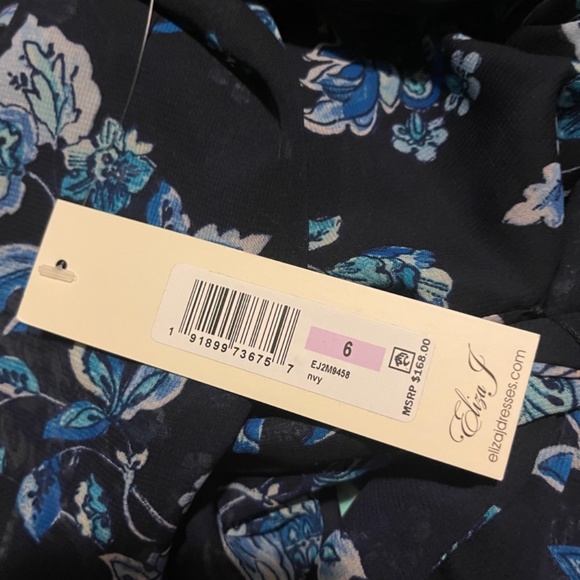 1 91899 73675 7
6
EJ2M9458
nvy
MSRP $168.00
Eliza J
elizajdresses.com